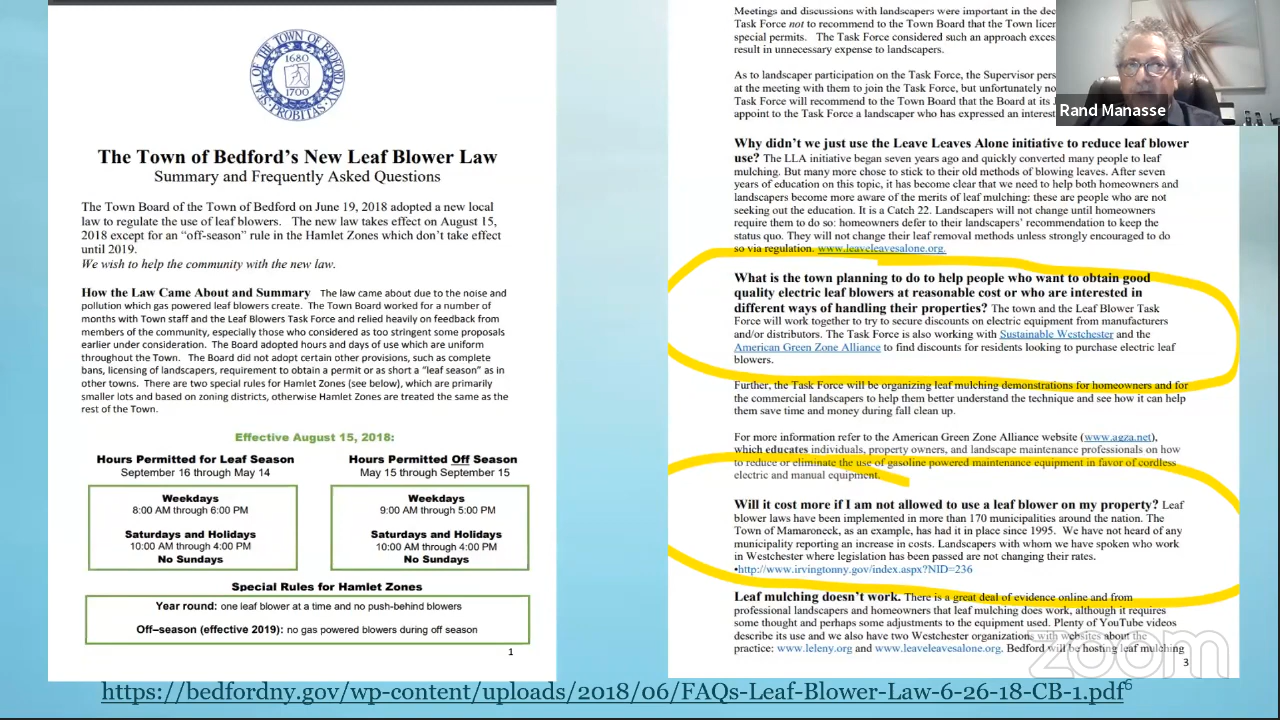 THE TOWN OF BEDFORD
1680
1700
STABILITAS PROBITAS
The Town of Bedford's New Leaf Blower Law
Summary and Frequently Asked Questions
The Town Board of the Town of Bedford on June 19, 2018 adopted a new local
law to regulate the use of leaf blowers. The new law takes effect on August 15,
2018 except for an “off-season” rule in the Hamlet Zones which don't take effect
until 2019.
We wish to help the community with the new law.
How the Law Came About and Summary The law came about due to the noise and
pollution which gas powered leaf blowers create. The Town Board worked for a number of
months with Town staff and the Leaf Blowers Task Force and relied heavily on feedback from
members of the community, especially those who considered as too stringent some proposals
earlier under consideration. The Board adopted hours and days of use which are uniform
throughout the Town. The Board did not adopt certain other provisions, such as complete
bans, licensing of landscapers, requirement to obtain a permit or as short a “leaf season” as in
other towns. There are two special rules for Hamlet Zones (see below), which are primarily
smaller lots and based on zoning districts, otherwise Hamlet Zones are treated the same as the
rest of the Town.
Effective August 15, 2018:
Hours Permitted for Leaf Season
September 16 through May 14
Weekdays
8:00 AM through 6:00 PM
Saturdays and Holidays
10:00 AM through 4:00 PM
No Sundays
Hours Permitted Off Season
May 15 through September 15
Weekdays
9:00 AM through 5:00 PM
Saturdays and Holidays
10:00 AM through 4:00 PM
No Sundays
Special Rules for Hamlet Zones
Year round: one leaf blower at a time and no push-behind blowers
Off–season (effective 2019): no gas powered blowers during off season
1
Meetings and discussions with landscapers were important in the dec
Task Force not to recommend to the Town Board that the Town licen
special permits. The Task Force considered such an approach exces
result in unnecessary expense to landscapers.
As to landscaper participation on the Task Force, the Supervisor pers
at the meeting with them to join the Task Force, but unfortunately no
Task Force will recommend to the Town Board that the Board at its
appoint to the Task Force a landscaper who has expressed an interest
Why didn't we just use the Leave Leaves Alone initiative to reduce leaf blower
use? The LLA initiative began seven years ago and quickly converted many people to leaf
mulching. But many more chose to stick to their old methods of blowing leaves. After seven
years of education on this topic, it has become clear that we need to help both homeowners and
landscapers become more aware of the merits of leaf mulching: these are people who are not
seeking out the education. It is a Catch 22. Landscapers will not change until homeowners
require them to do so: homeowners defer to their landscapers' recommendation to keep the
status quo. They will not change their leaf removal methods unless strongly encouraged to do
so via regulation. www.leaveleavesalone.org.
What is the town planning to do to help people who want to obtain good
quality electric leaf blowers at reasonable cost or who are interested in
different ways of handling their properties? The town and the Leaf Blower Task
Force will work together to try to secure discounts on electric equipment from manufacturers
and/or distributors. The Task Force is also working with Sustainable Westchester and the
American Green Zone Alliance to find discounts for residents looking to purchase electric leaf
blowers.
Further, the Task Force will be organizing leaf mulching demonstrations for homeowners and for
the commercial landscapers to help them better understand the technique and see how it can help
them save time and money during fall clean up.
For more information refer to the American Green Zone Alliance website (www.agza.net),
which educates individuals, property owners, and landscape maintenance professionals on how
to reduce or eliminate the use of gasoline powered maintenance equipment in favor of cordless
electric and manual equipment.
Will it cost more if I am not allowed to use a leaf blower on my property? Leaf
blower laws have been implemented in more than 170 municipalities around the nation. The
Town of Mamaroneck, as an example, has had it in place since 1995. We have not heard of any
municipality reporting an increase in costs. Landscapers with whom we have spoken who work
in Westchester where legislation has been passed are not changing their rates.
•http://www.irvingtonny.gov/index.aspx?NID=236
Leaf mulching doesn't work. There is a great deal of evidence online and from
professional landscapers and homeowners that leaf mulching does work, although it requires
some thought and perhaps some adjustments to the equipment used. Plenty of YouTube videos
describe its use and we also have two Westchester organizations with websites about the
practice: www.leleny.org and www.leaveleavesalone.org. Bedford will be hosting leaf mulching
3
Rand Manasse
zoom
https://bedfordny.gov/wp-content/uploads/2018/06/FAQs-Leaf-Blower-Law-6-26-18-CB-1.pdf
6